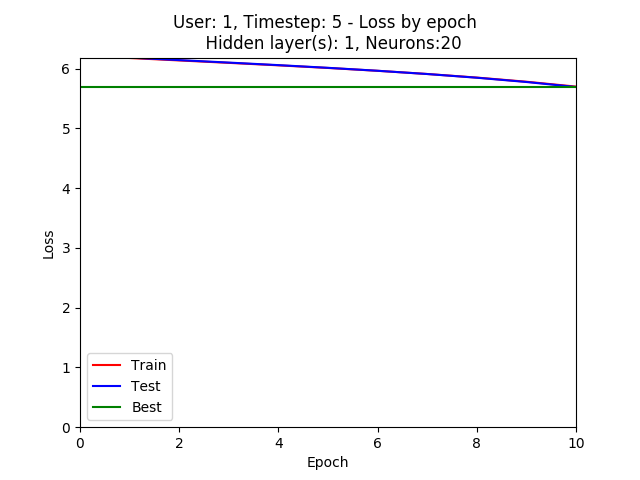 User: 1, Timestep: 5 - Loss by epoch
Hidden layer(s): 1, Neurons:20
6
5
4
3
2
1
0
Loss
Train
Test
Best
0 2 4 6 8 10
Epoch